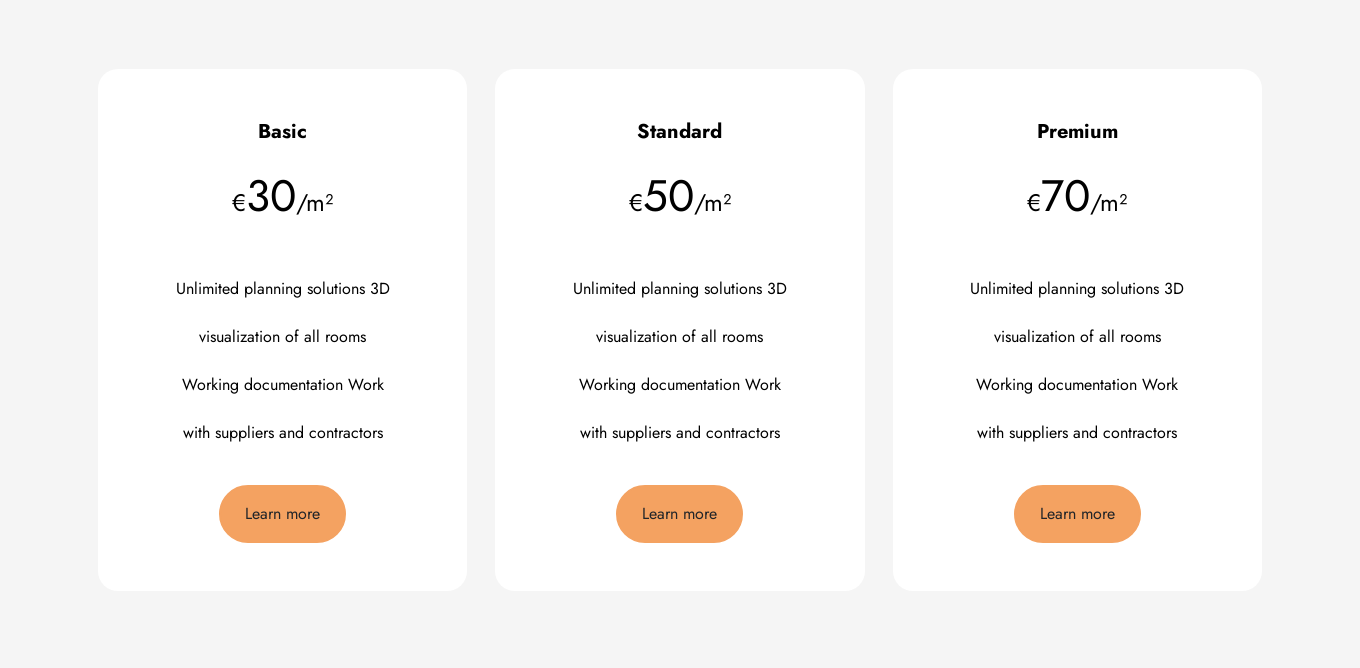 Basic
€30/m²
Unlimited planning solutions 3D
visualization of all rooms
Working documentation Work
with suppliers and contractors
Learn more
Standard
€50/m²
Unlimited planning solutions 3D
visualization of all rooms
Working documentation Work
with suppliers and contractors
Learn more
Premium
€70/m²
Unlimited planning solutions 3D
visualization of all rooms
Working documentation Work
with suppliers and contractors
Learn more